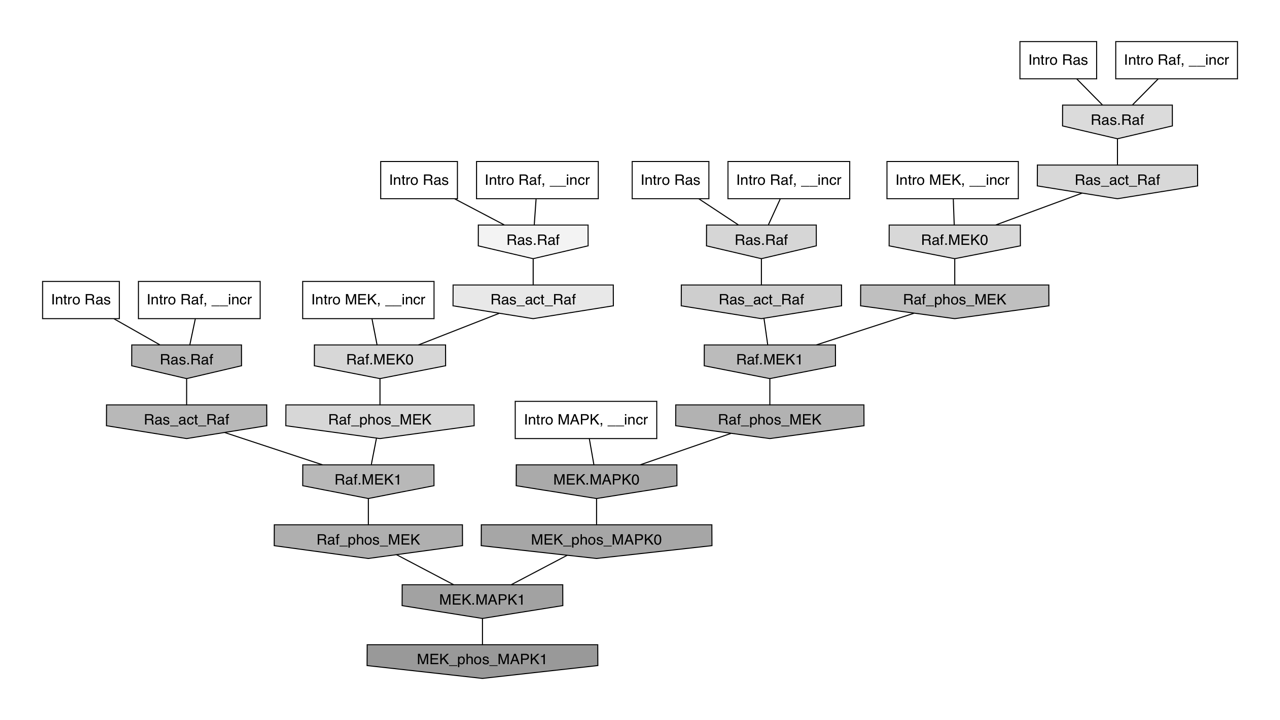 Intro Ras
Intro Raf, __incr
Ras.Raf
Intro Ras
Intro Raf, __incr
Intro Ras
Intro Raf, __incr
Intro MEK, __incr
Ras_act_Raf
Ras.Raf
Ras.Raf
Raf.MEK0
Intro Ras
Intro Raf, __incr
Intro MEK, __incr
Ras_act_Raf
Ras_act_Raf
Raf_phos_MEK
Ras.Raf
Raf.MEK0
Raf.MEK1
Ras_act_Raf
Raf_phos_MEK
Intro MAPK, __incr
Raf_phos_MEK
Raf.MEK1
MEK.MAPK0
Raf_phos_MEK
MEK_phos_MAPK0
MEK.MAPK1
MEK_phos_MAPK1